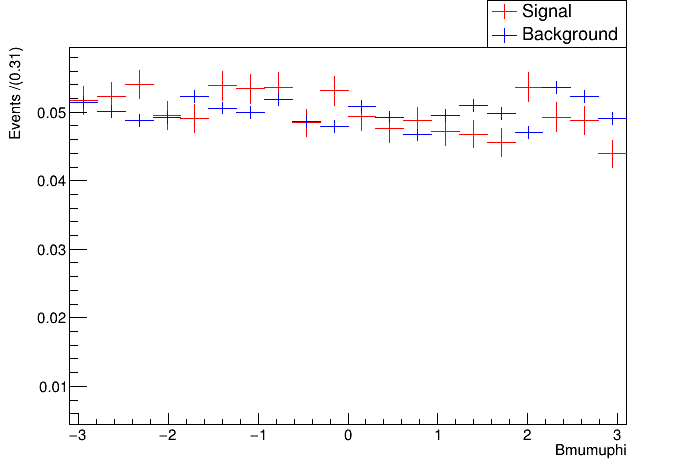 Signal
Background
Events /(0.31)
0.05
0.04
0.03
0.02
0.01
−3 −2 −1 0 1 2 3
Bmumuphi